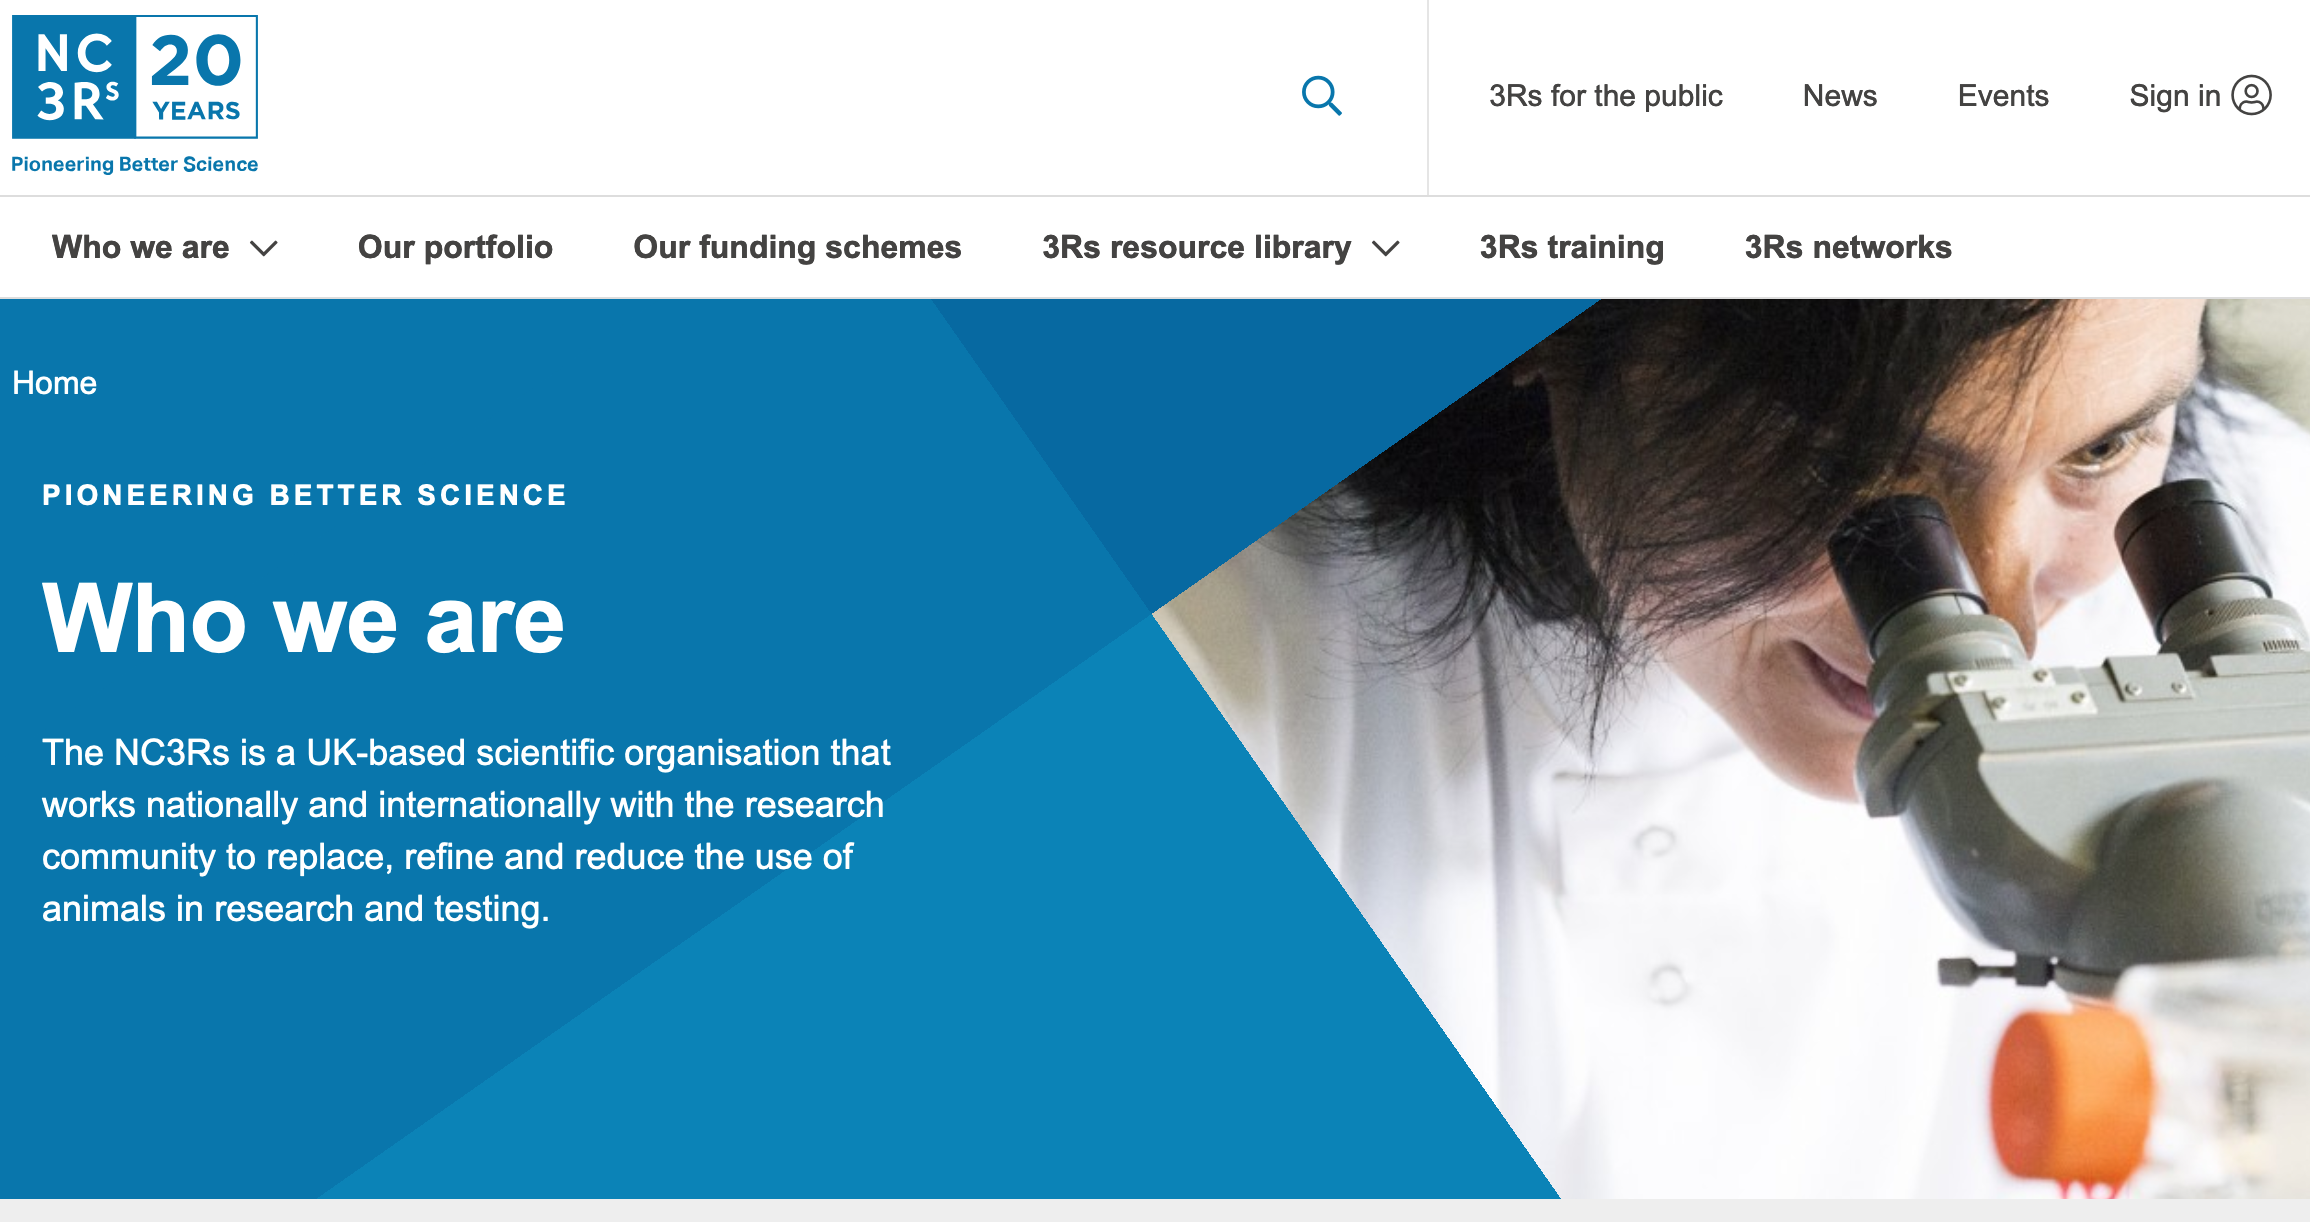 NC
3Rs
20
YEARS
Pioneering Better Science
3Rs for the public
News
Events
Sign in
Who we are
Our portfolio
Our funding schemes
3Rs resource library
3Rs training
3Rs networks
Home
PIONEERING BETTER SCIENCE
Who we are
The NC3Rs is a UK-based scientific organisation that
works nationally and internationally with the research
community to replace, refine and reduce the use of
animals in research and testing.